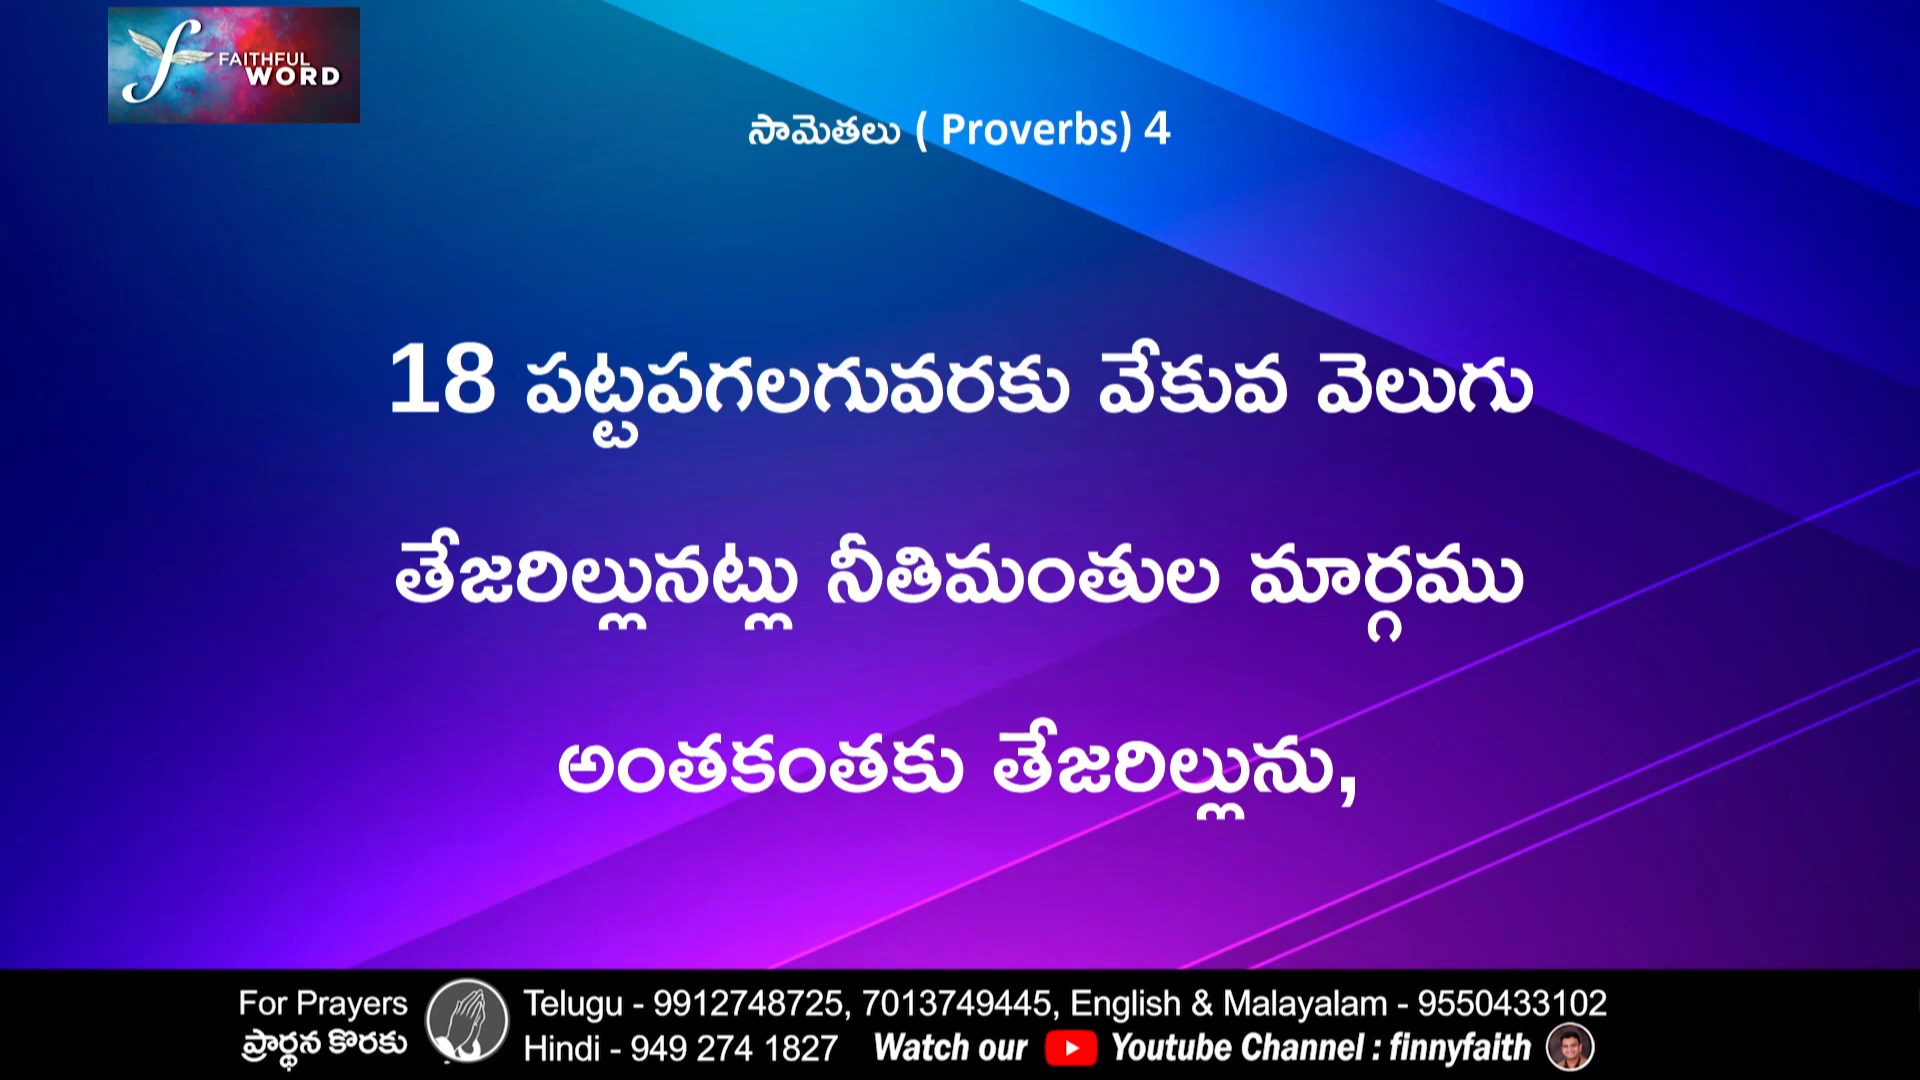 FAITHFUL
WORD
సామెతలు ( Proverbs) 4
18 పట్టపగలగువరకు వేకువ వెలుగు
తేజరిల్లునట్లు నీతిమంతుల మార్గము
అంతకంతకు తేజరిల్లును,
For Prayers
ప్రార్థన కొరకు
Telugu - 9912748725, 7013749445, English & Malayalam - 9550433102
Hindi - 949 274 1827 Watch our Youtube Channel : finnyfaith